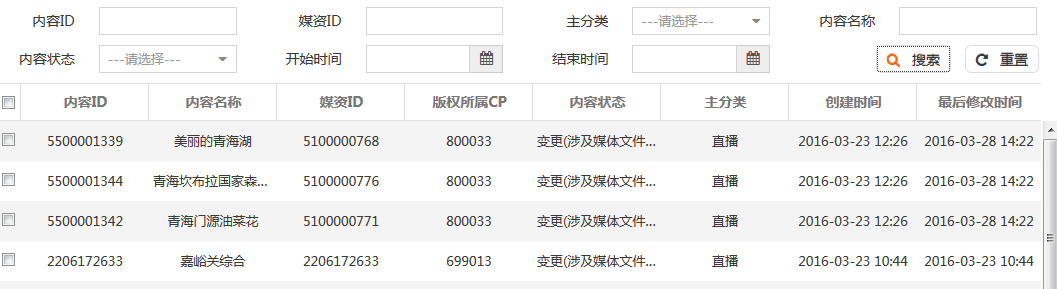 内容ID 媒资ID 主分类 ---请选择--- 内容名称
内容状态 ---请选择--- 开始时间 结束时间 搜索 重置
内容ID 内容名称 媒资ID 版权所属CP 内容状态 主分类 创建时间 最后修改时间
5500001339 美丽的青海湖 5100000768 800033 变更(涉及媒体文件... 直播 2016-03-23 12:26 2016-03-28 14:22
5500001344 青海坎布拉国家森... 5100000776 800033 变更(涉及媒体文件... 直播 2016-03-23 12:26 2016-03-28 14:22
5500001342 青海门源油菜花 5100000771 800033 变更(涉及媒体文件... 直播 2016-03-23 12:26 2016-03-28 14:22
2206172633 嘉峪关综合 2206172633 699013 变更(涉及媒体文件... 直播 2016-03-23 10:44 2016-03-23 10:44